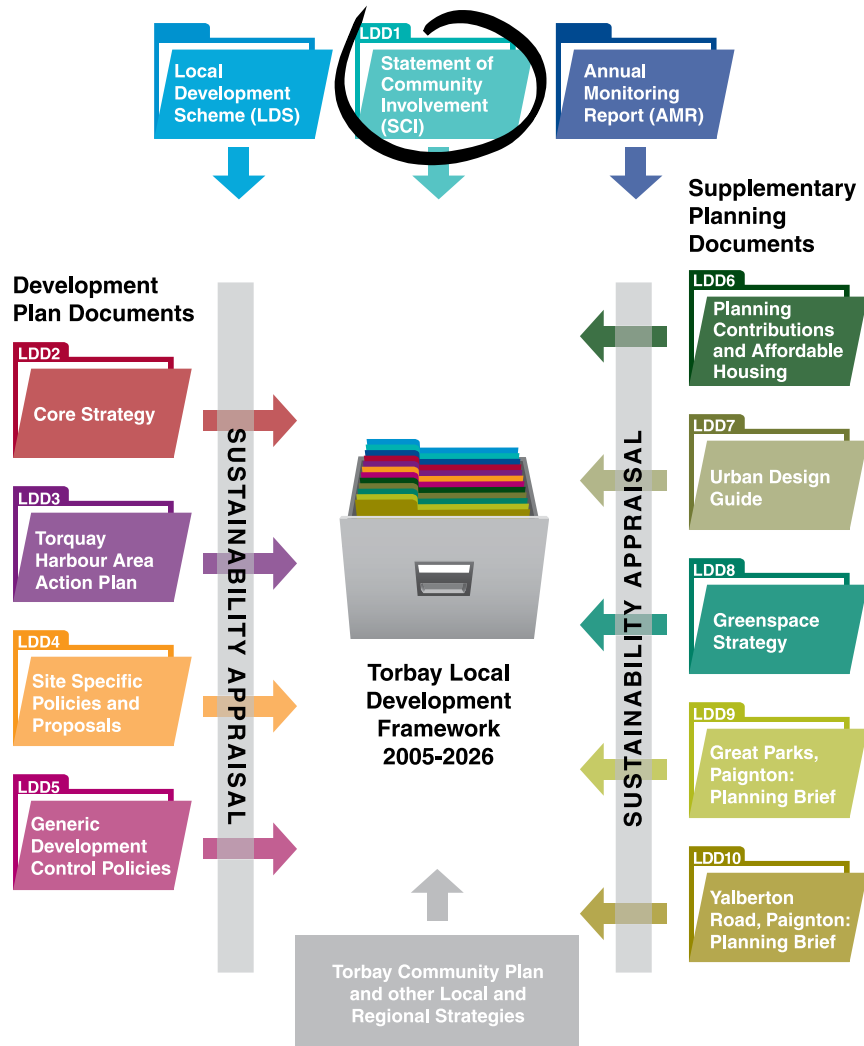 LDD1
Local
Development
Scheme (LDS)
Statement of
Community
Involvement
(SCI)
Annual
Monitoring
Report (AMR)
Development
Plan Documents
LDD2
Core Strategy
LDD3
Torquay
Harbour Area
Action Plan
LDD4
Site Specific
Policies and
Proposals
LDD5
Generic
Development
Control Policies
SUSTAINABILITY APPRAISAL
Torbay Local
Development
Framework
2005-2026
Torbay Community Plan
and other Local and
Regional Strategies
SUSTAINABILITY APPRAISAL
Supplementary
Planning
Documents
LDD6
Planning
Contributions
and Affordable
Housing
LDD7
Urban Design
Guide
LDD8
Greenspace
Strategy
LDD9
Great Parks,
Paignton:
Planning Brief
LDD10
Yalberton
Road, Paignton:
Planning Brief